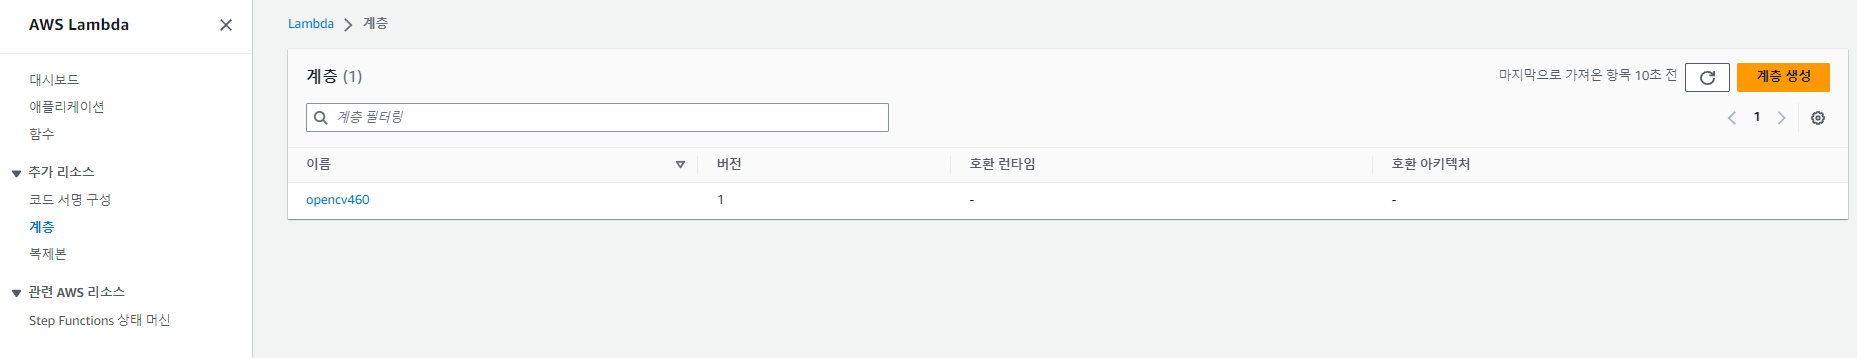 AWS Lambda
대시보드
애플리케이션
함수
추가 리소스
코드 서명 구성
계층
복제본
관련 AWS 리소스
Step Functions 상태 머신
Lambda 계층
계층 (1)
마지막으로 가져온 항목 10초 전
계층 생성
계층 필터링
1
이름 버전 호환 런타임 호환 아키텍처
opencv460 1 - -